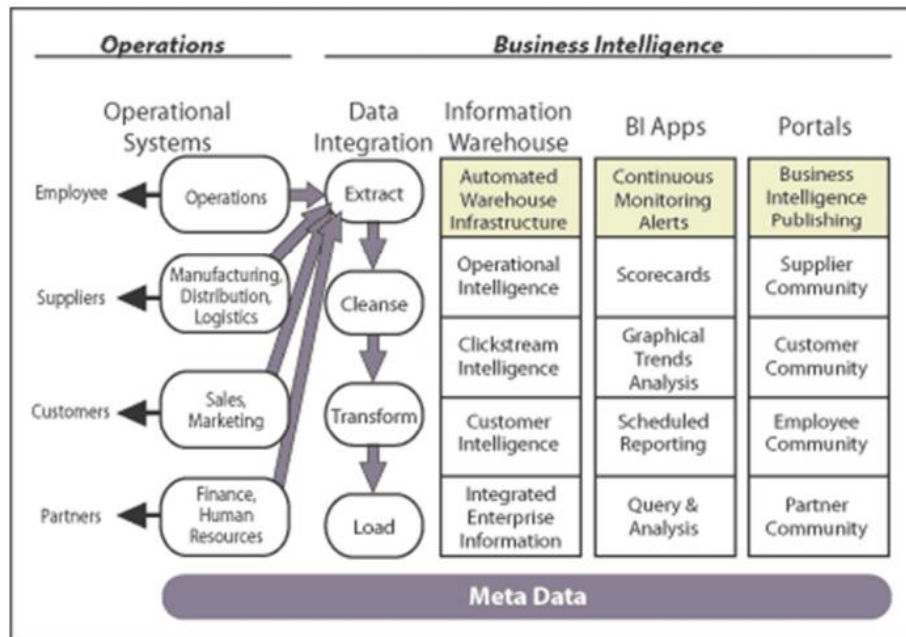 Operations
Business Intelligence
Operational
Systems
Data
Integration
Information
Warehouse
BI Apps
Portals
Employee
Operations
Suppliers
Manufacturing,
Distribution,
Logistics
Customers
Sales,
Marketing
Partners
Finance,
Human
Resources
Extract
Cleanse
Transform
Load
Automated
Warehouse
Infrastructure
Operational
Intelligence
Clickstream
Intelligence
Customer
Intelligence
Integrated
Enterprise
Information
Continuous
Monitoring
Alerts
Scorecards
Graphical
Trends
Analysis
Scheduled
Reporting
Query &
Analysis
Business
Intelligence
Publishing
Supplier
Community
Customer
Community
Employee
Community
Partner
Community
Meta Data